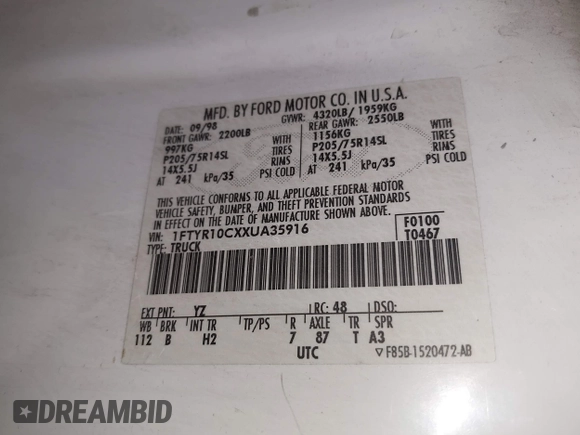 MFD. BY FORD MOTOR CO. IN U.S.A.
DATE: 09/98 GVWR: 4320LB/ 1959KG
FRONT GAWR: 2200LB REAR GAWR: 2550LB
997KG WITH 1156KG WITH
P205/75R14SL TIRES P205/75R14SL TIRES
14X5.5J RIMS 14X5.5J RIMS
AT 241 kPa/35 PSI COLD AT 241 kPa/35 PSI COLD
THIS VEHICLE CONFORMS TO ALL APPLICABLE FEDERAL MOTOR
VEHICLE SAFETY, BUMPER, AND THEFT PREVENTION STANDARDS
IN EFFECT ON THE DATE OF MANUFACTURE SHOWN ABOVE.
VIN: 1FTYR10CXXUA35916 F0100
TYPE: TRUCK T0467
EXT PNT: YZ RC: 48 DSO:
WB BRK INT TR TP/PS R AXLE TR SPR
112 B H2 7 87 T A3
UTC ▽ F85B-1520472-AB
DREAMBID